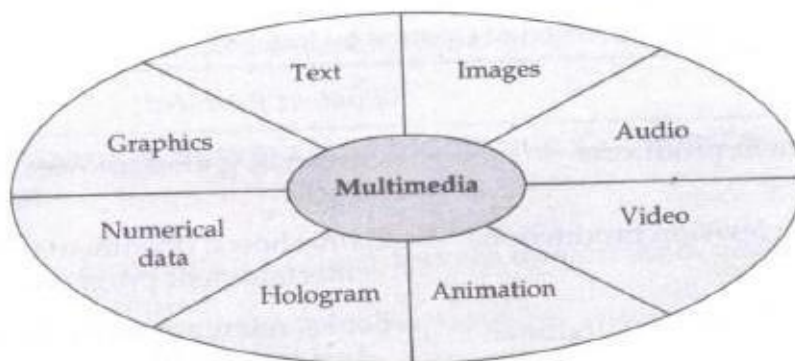 Text
Images
Graphics
Audio
Multimedia
Numerical
data
Video
Hologram
Animation